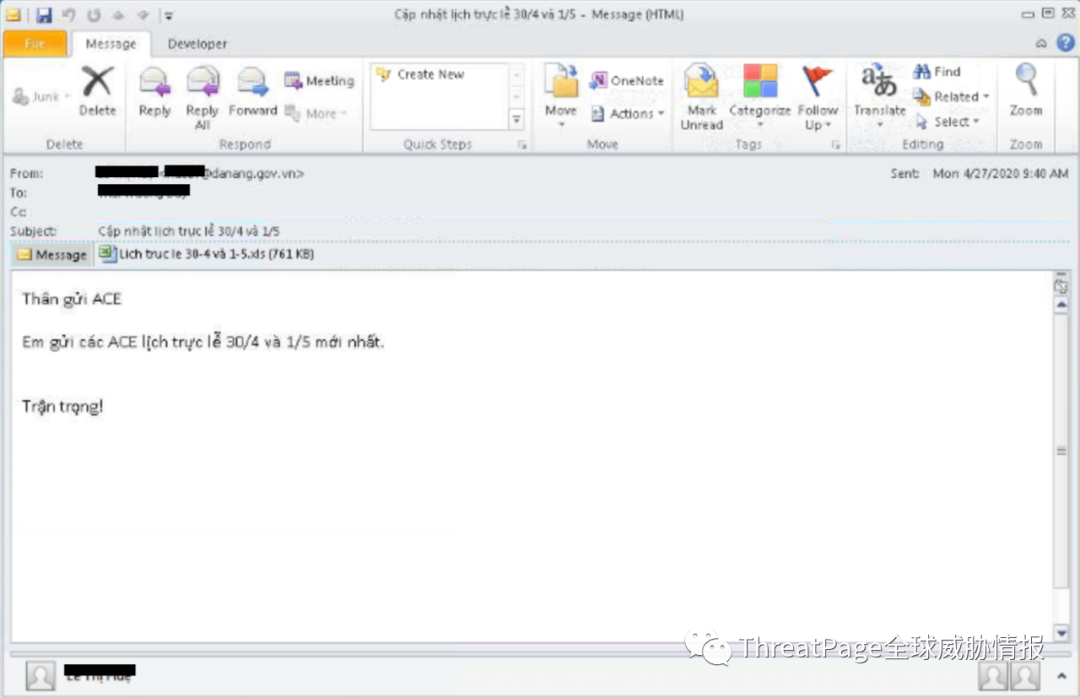 Cập nhật lịch trực lễ 30/4 và 1/5 - Message (HTML)
File Message Developer
Junk
Delete
Reply
Reply All
Forward
Meeting
More
Create New
Move
OneNote
Actions
Mark Unread
Categorize
Follow Up
Translate
Find
Related
Select
Zoom
Delete Respond Quick Steps Move Tags Editing Zoom
From: @danang.gov.vn> Sent: Mon 4/27/2020 9:40 AM
To:
Cc:
Subject: Cập nhật lịch trực lễ 30/4 và 1/5
Message Lich truc le 30-4 và 1-5.xls (761 KB)
Thân gửi ACE
Em gửi các ACE lịch trực lễ 30/4 và 1/5 mới nhất.
Trận trọng!
ThreatPage全球威胁情报